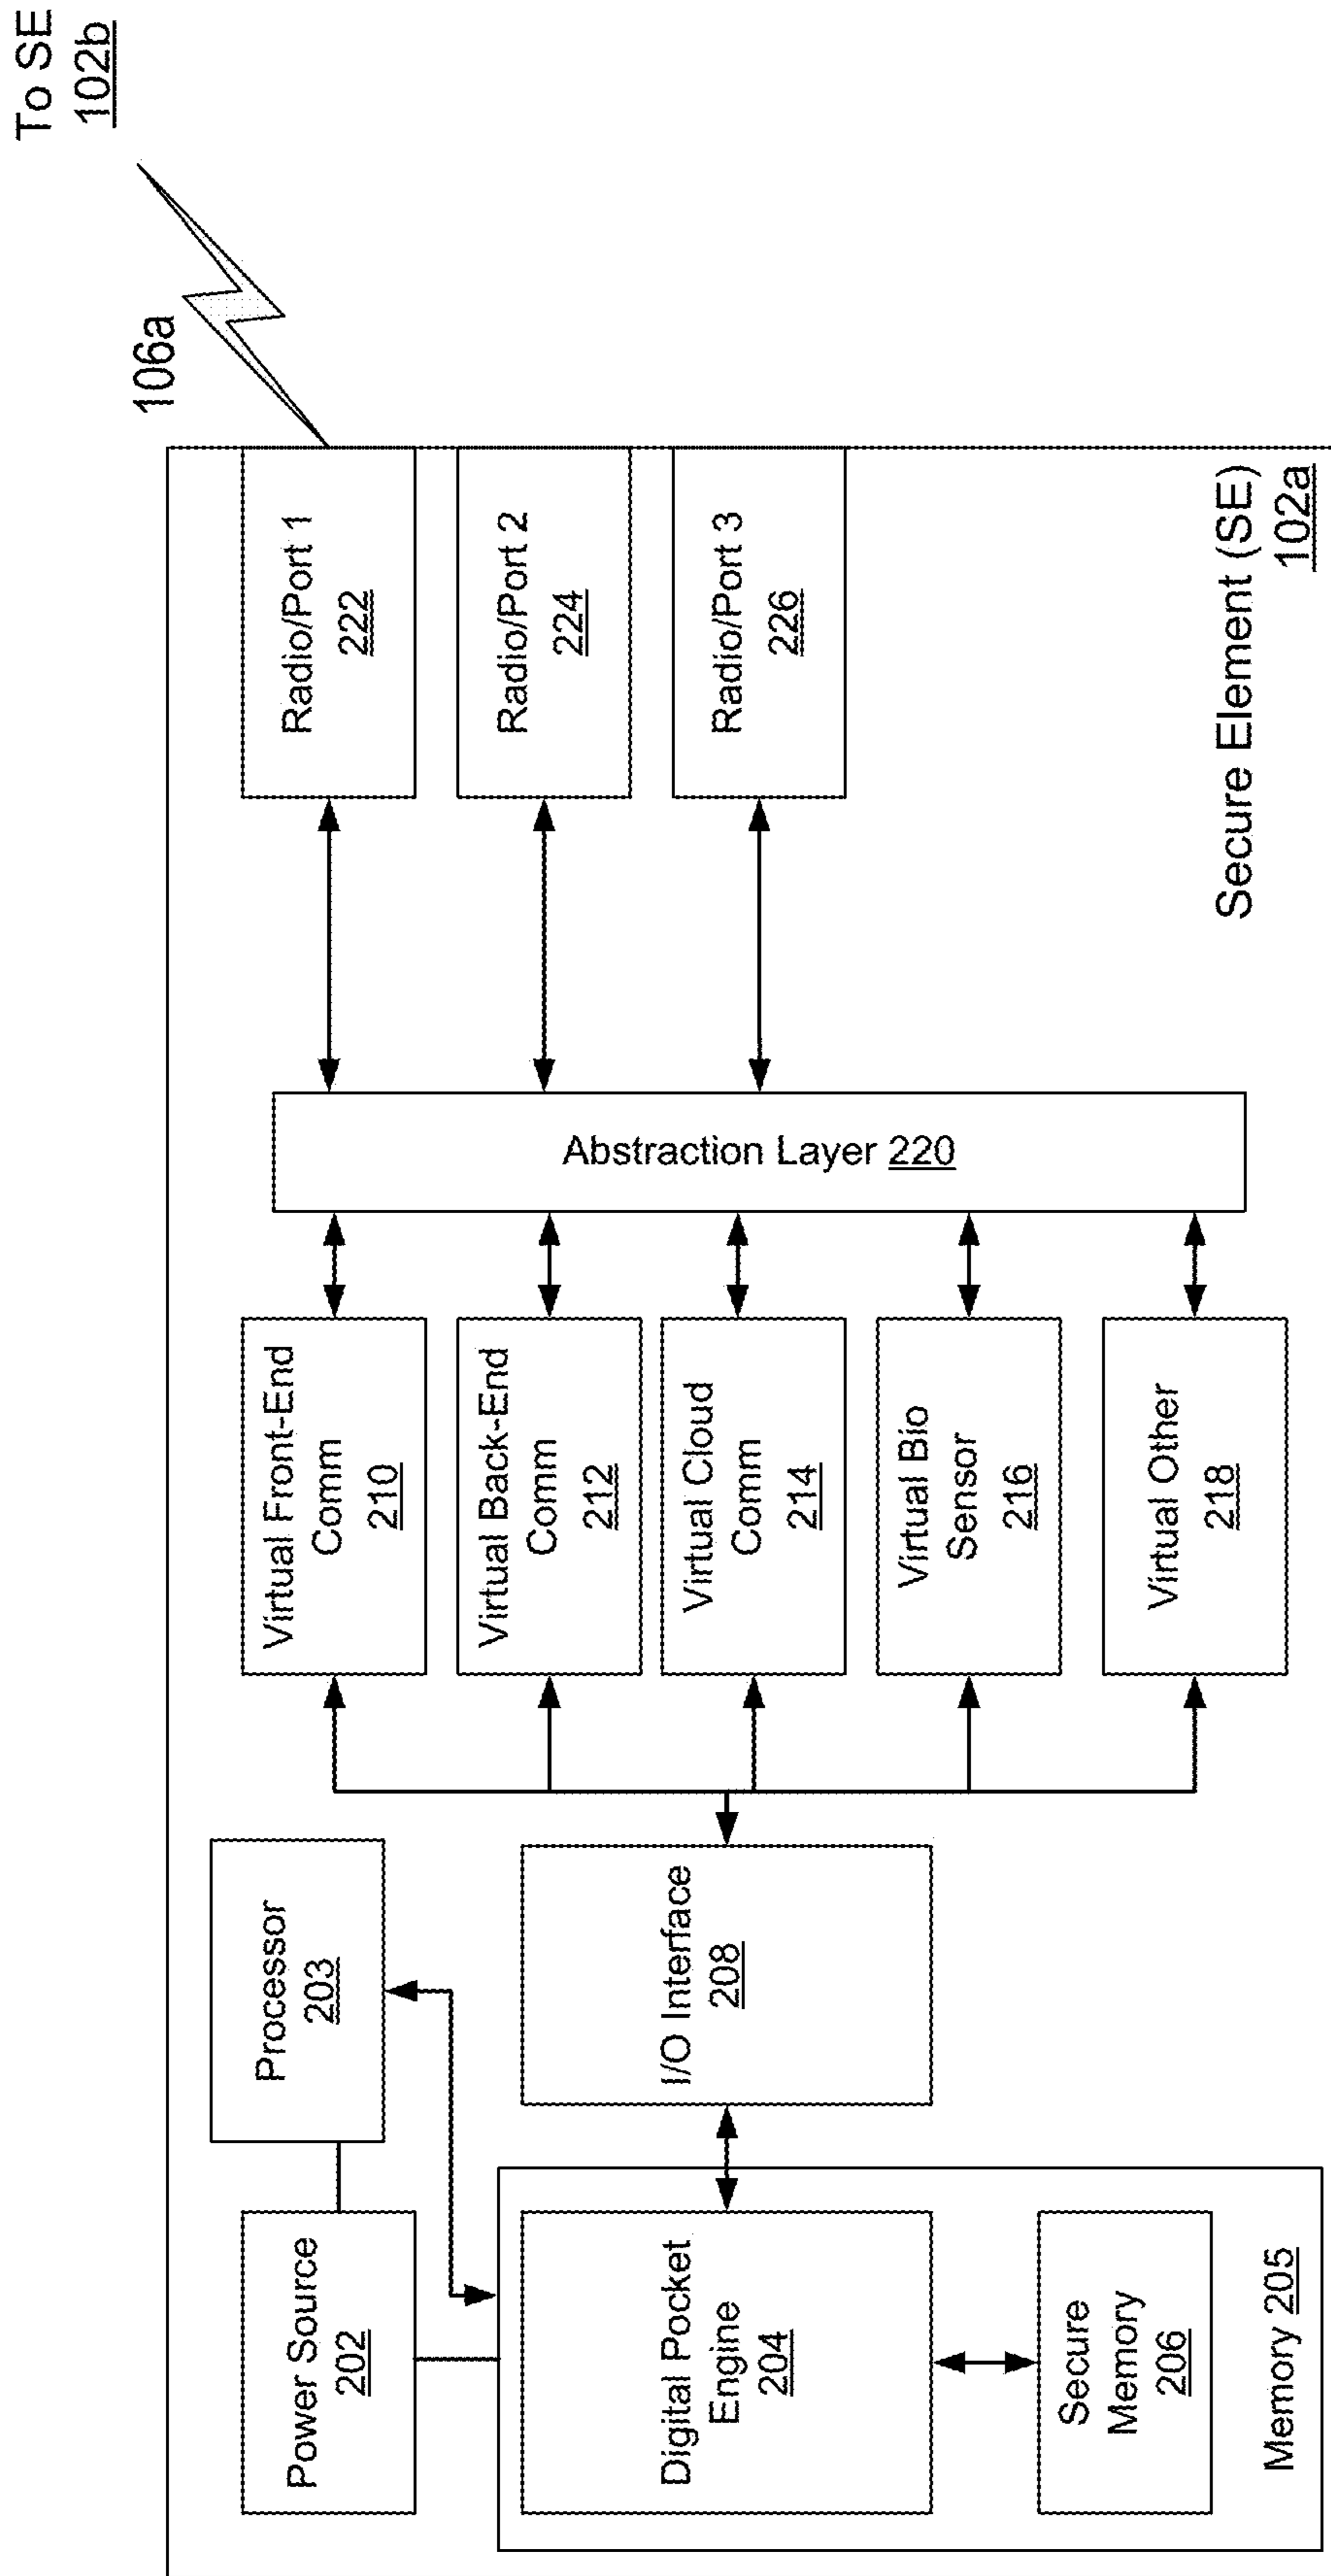 To SE
102b
106a
Power Source
202
Processor
203
Digital Pocket
Engine
204
Secure
Memory
206
Memory 205
I/O Interface
208
Virtual Front-End
Comm
210
Virtual Back-End
Comm
212
Virtual Cloud
Comm
214
Virtual Bio
Sensor
216
Virtual Other
218
Abstraction Layer 220
Radio/Port 1
222
Radio/Port 2
224
Radio/Port 3
226
Secure Element (SE)
102a